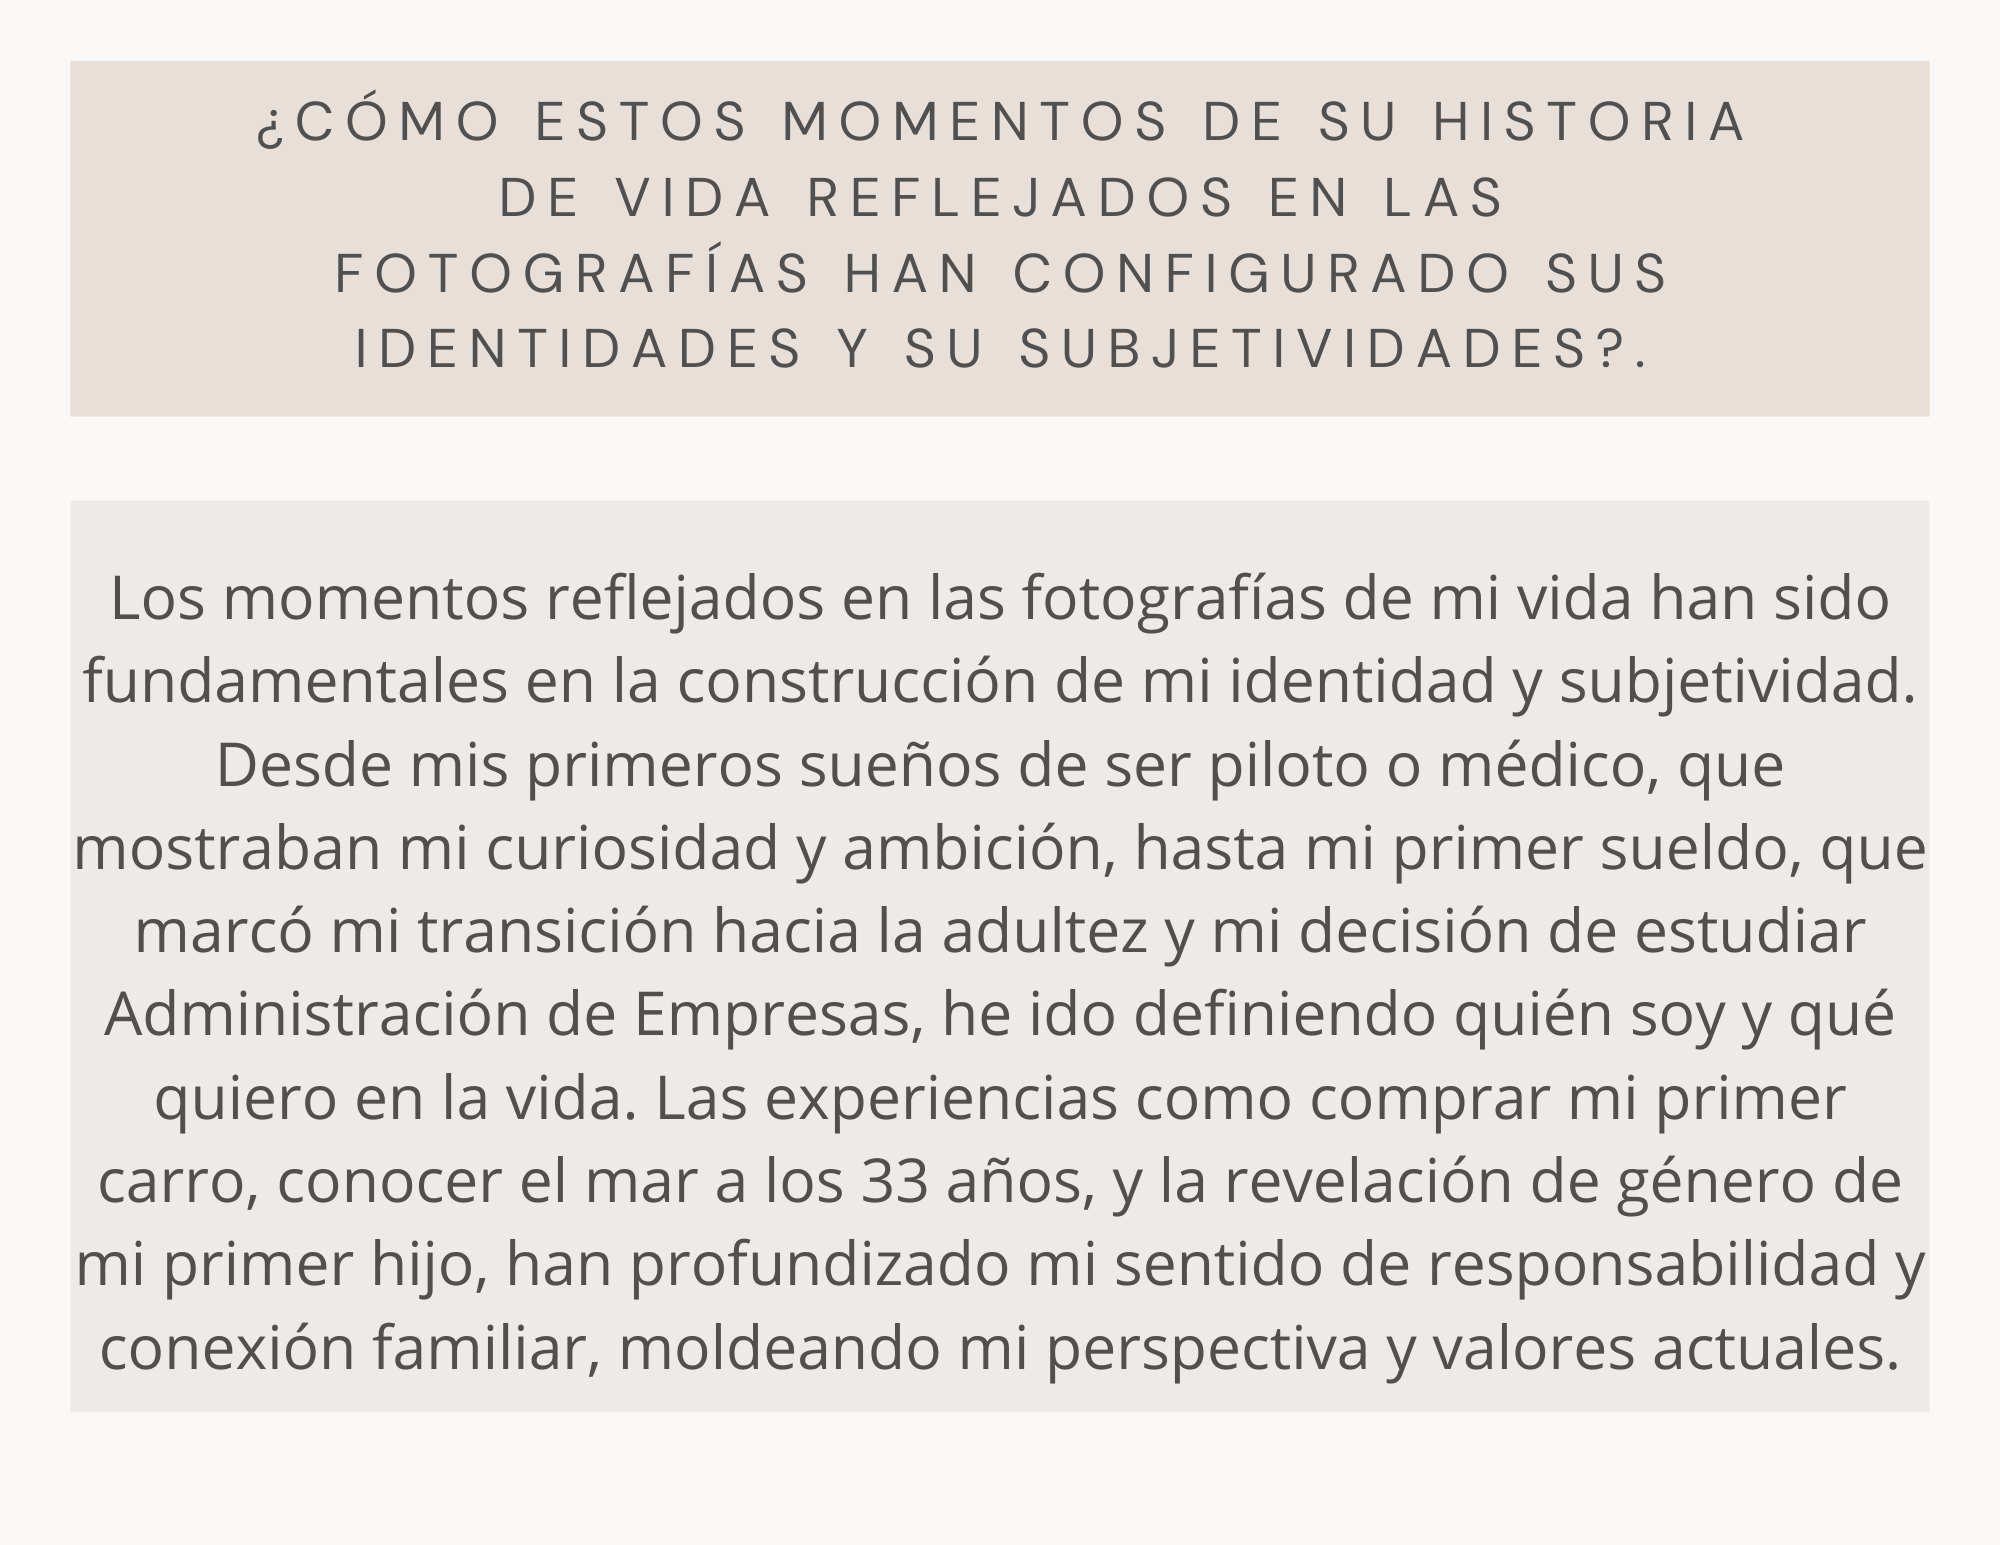 ¿CÓMO ESTOS MOMENTOS DE SU HISTORIA
DE VIDA REFLEJADOS EN LAS
FOTOGRAFÍAS HAN CONFIGURADO SUS
IDENTIDADES Y SU SUBJETIVIDADES?.
Los momentos reflejados en las fotografías de mi vida han sido
fundamentales en la construcción de mi identidad y subjetividad.
Desde mis primeros sueños de ser piloto o médico, que
mostraban mi curiosidad y ambición, hasta mi primer sueldo, que
marcó mi transición hacia la adultez y mi decisión de estudiar
Administración de Empresas, he ido definiendo quién soy y qué
quiero en la vida. Las experiencias como comprar mi primer
carro, conocer el mar a los 33 años, y la revelación de género de
mi primer hijo, han profundizado mi sentido de responsabilidad y
conexión familiar, moldeando mi perspectiva y valores actuales.